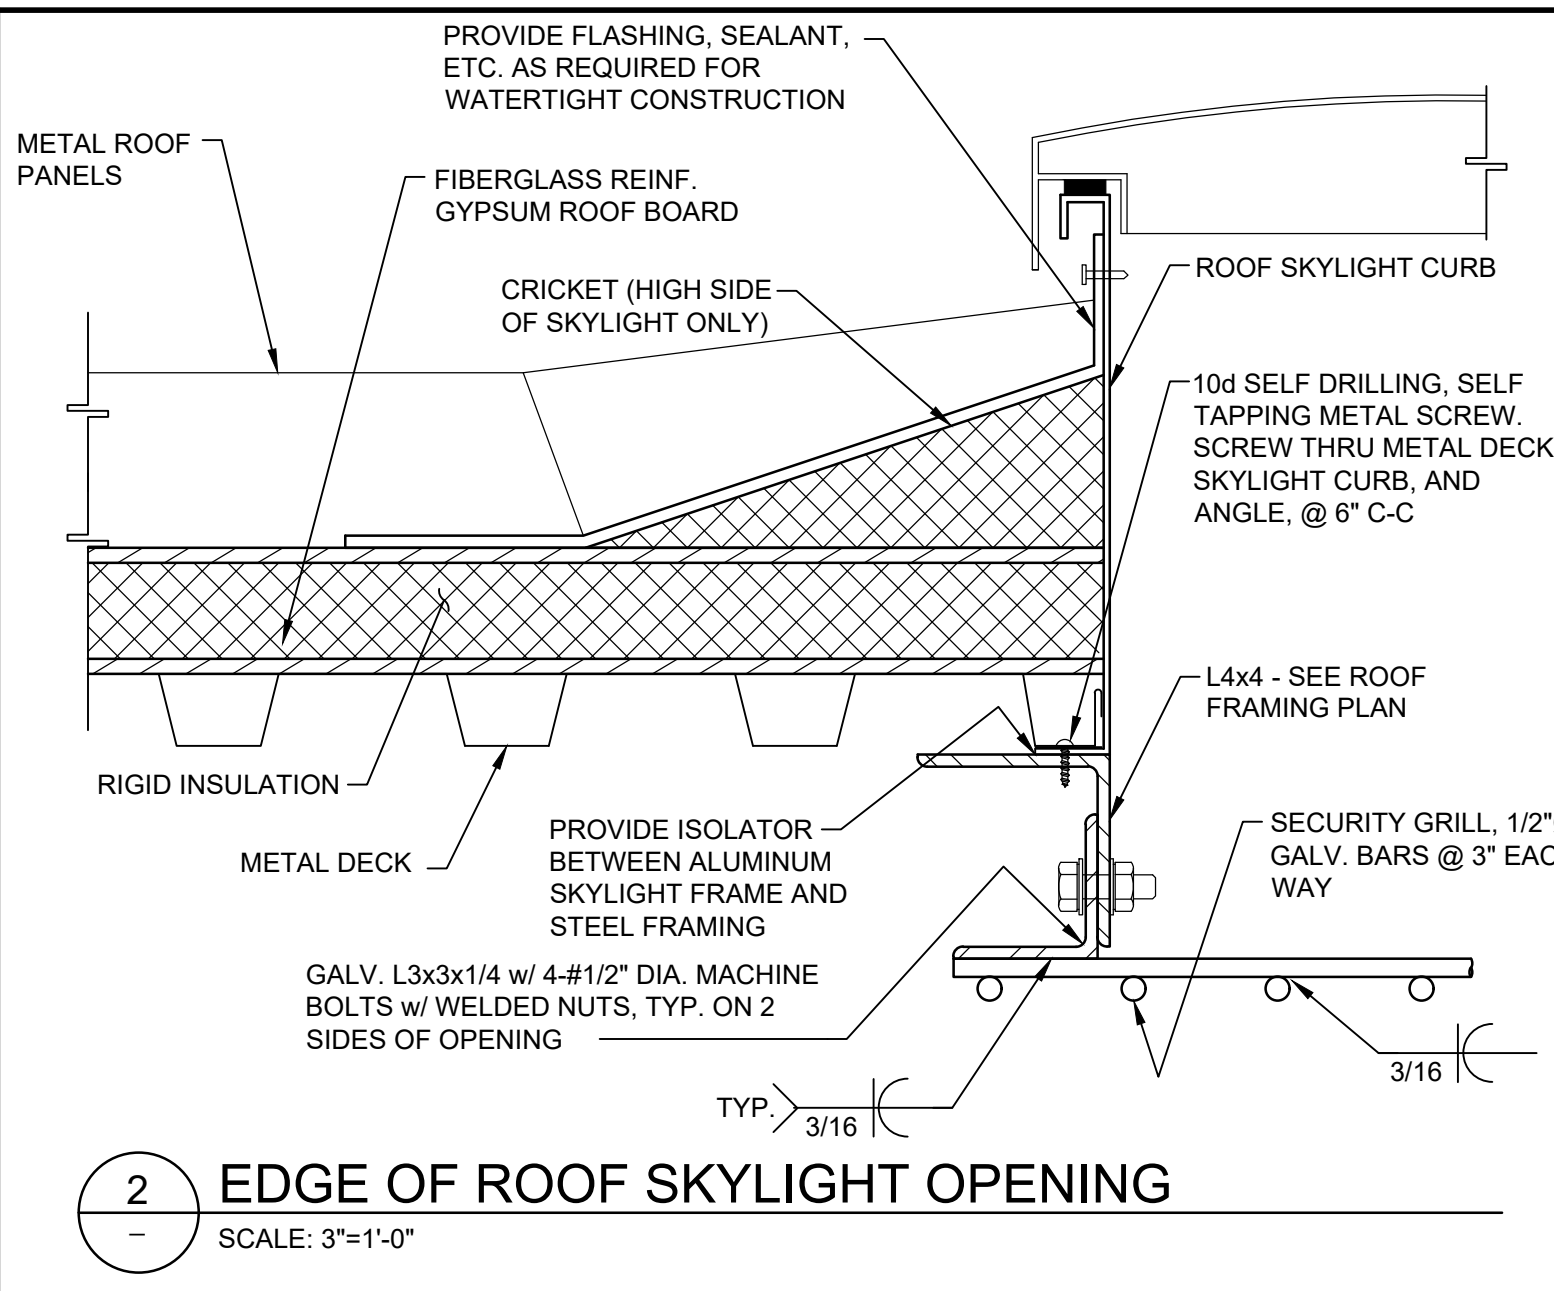 PROVIDE FLASHING, SEALANT,
ETC. AS REQUIRED FOR
WATERTIGHT CONSTRUCTION
METAL ROOF
PANELS
FIBERGLASS REINF.
GYPSUM ROOF BOARD
CRICKET (HIGH SIDE
OF SKYLIGHT ONLY)
ROOF SKYLIGHT CURB
10d SELF DRILLING, SELF
TAPPING METAL SCREW.
SCREW THRU METAL DECK
SKYLIGHT CURB, AND
ANGLE, @ 6" C-C
L4x4 - SEE ROOF
FRAMING PLAN
RIGID INSULATION
METAL DECK
PROVIDE ISOLATOR
BETWEEN ALUMINUM
SKYLIGHT FRAME AND
STEEL FRAMING
SECURITY GRILL, 1/2"
GALV. BARS @ 3" EAC
WAY
GALV. L3x3x1/4 w/ 4-#1/2" DIA. MACHINE
BOLTS w/ WELDED NUTS, TYP. ON 2
SIDES OF OPENING
3/16
TYP.
3/16
2
–
EDGE OF ROOF SKYLIGHT OPENING
SCALE: 3"=1'-0"